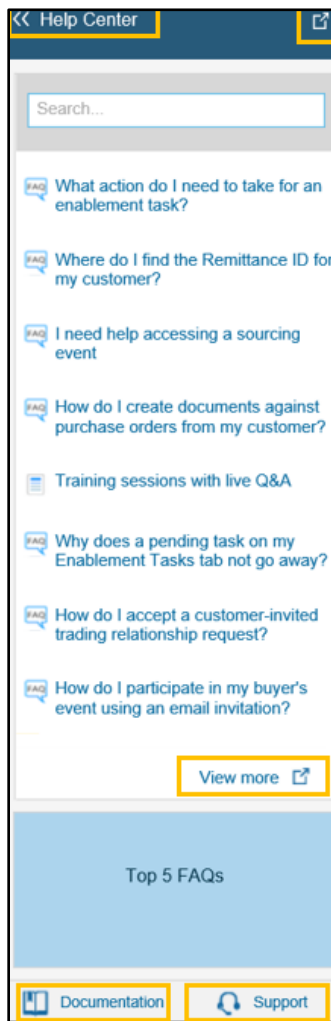 << Help Center
Search...
FAQ What action do I need to take for an
enablement task?
FAQ Where do I find the Remittance ID for
my customer?
FAQ I need help accessing a sourcing
event
FAQ How do I create documents against
purchase orders from my customer?
Training sessions with live Q&A
FAQ Why does a pending task on my
Enablement Tasks tab not go away?
FAQ How do I accept a customer-invited
trading relationship request?
FAQ How do I participate in my buyer's
event using an email invitation?
View more
Top 5 FAQs
Documentation Support